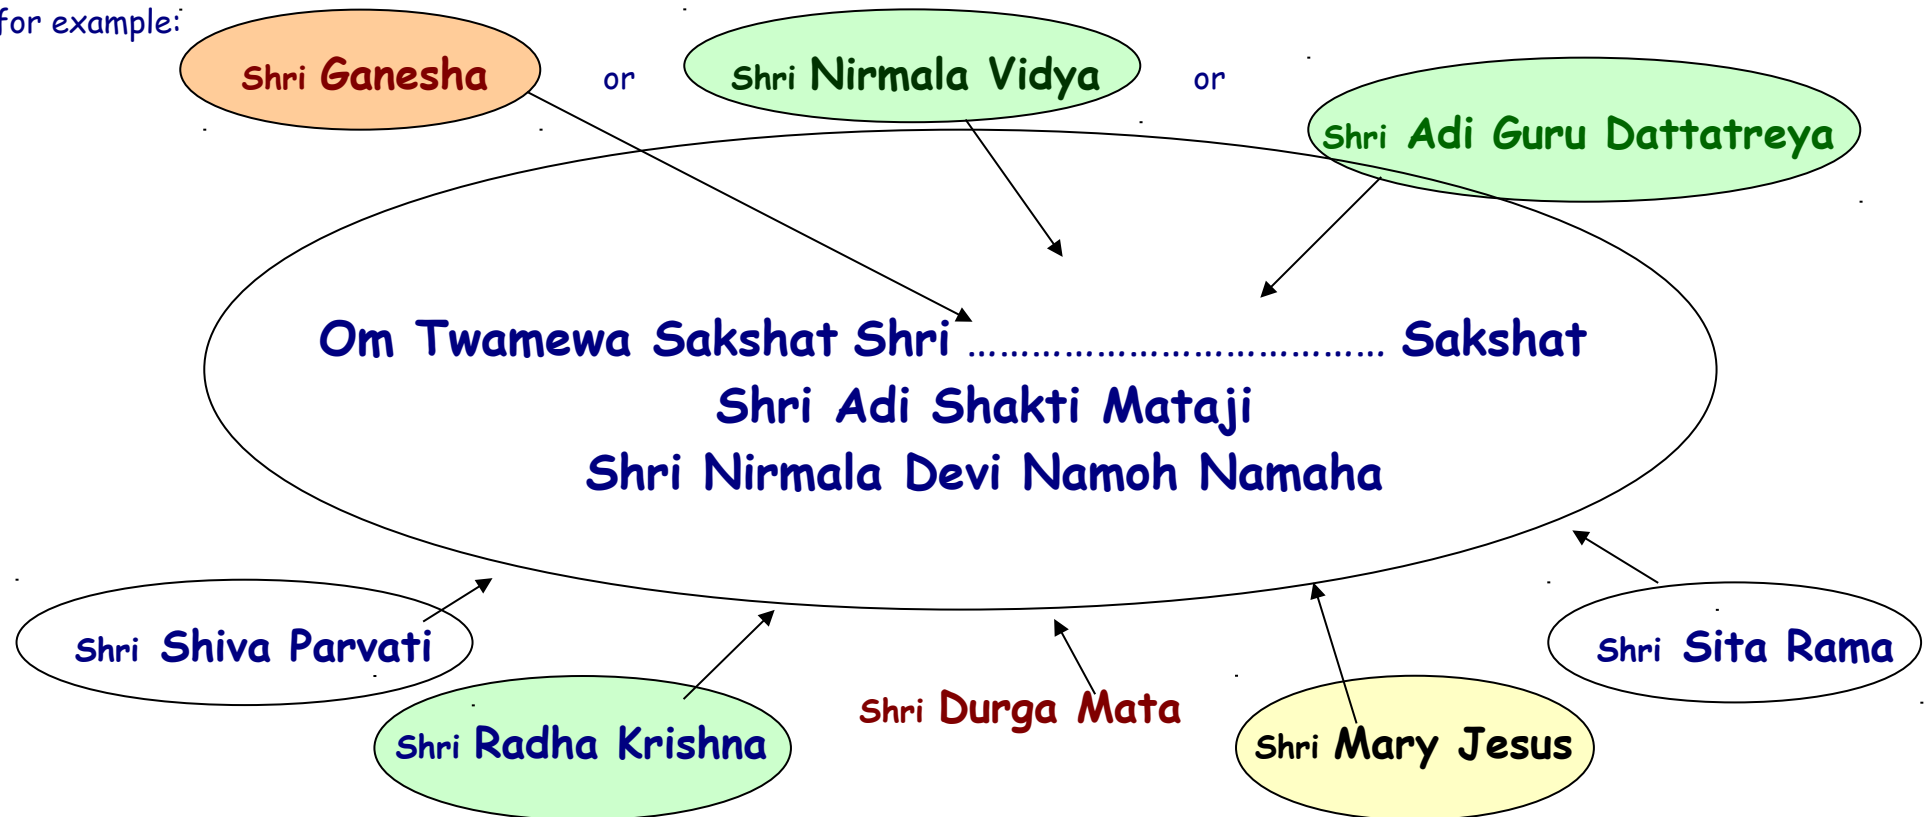 for example:
Shri Ganesha or Shri Nirmala Vidya or
Shri Adi Guru Dattatreya
Om Twamewa Sakshat Shri ...................................... Sakshat
Shri Adi Shakti Mataji
Shri Nirmala Devi Namoh Namaha
Shri Shiva Parvati
Shri Sita Rama
Shri Durga Mata
Shri Radha Krishna
Shri Mary Jesus